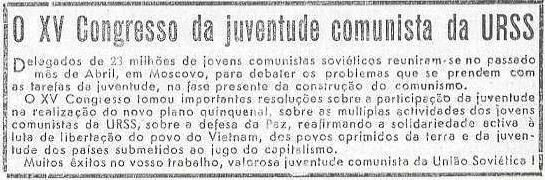 O XV Congresso da juventude comunista da URSS
Delegados de 23 milhões de jovens comunistas soviéticos reuniram-se no passado
mês de Abril, em Moscovo, para debater os problemas que se prendem com
as tarefas da juventude, na fase presente da construção do comunismo.
O XV Congresso tomou importantes resoluções sobre a participação da juventude
na realização do novo plano quinquenal, sobre as multiplas actividades dos jovens
comunistas da URSS, sobre a defesa da Paz, reafirmando a solidariedade activa à
luta de libertação do povo do Vietnam, dos povos oprimidos da terra e da juven-
tude dos países submetidos ao jugo do capitalismo.
Muitos êxitos no vosso trabalho, valorosa juventude comunista da União Soviética !